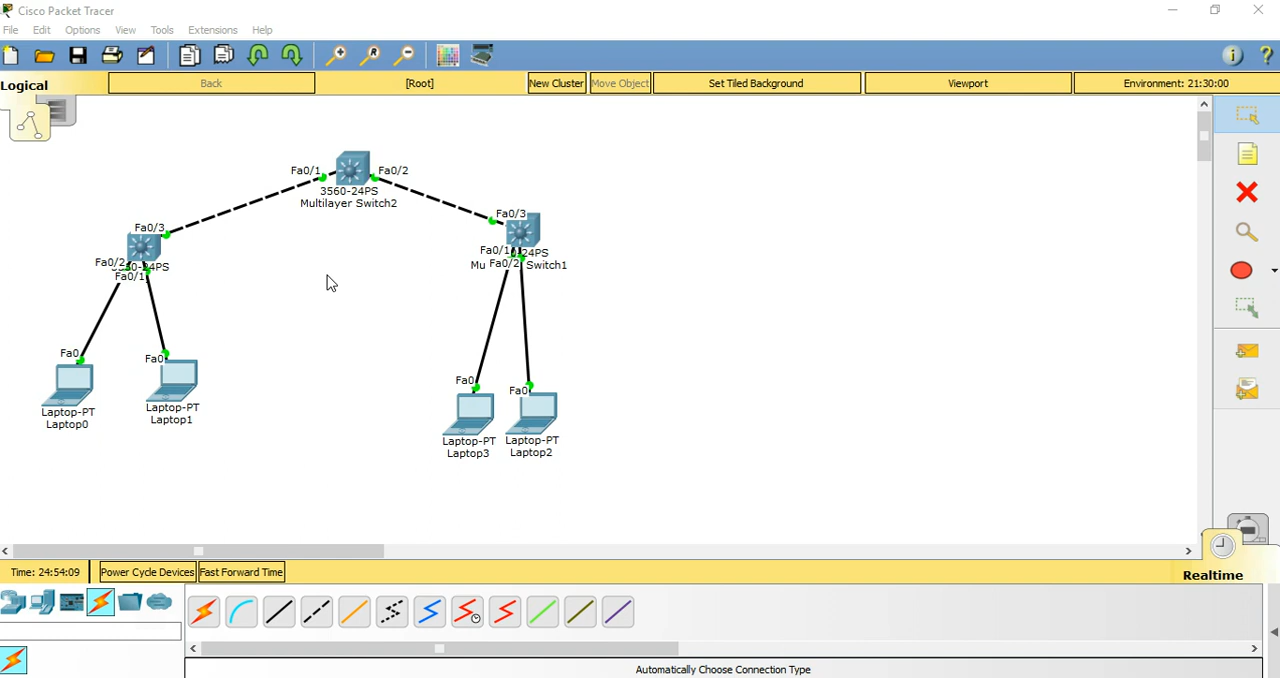 Cisco Packet Tracer
File Edit Options View Tools Extensions Help
Logical Back [Root] New Cluster Move Object Set Tiled Background Viewport Environment: 21:30:00
Fa0/1 Fa0/2
3560-24PS
Multilayer Switch2
Fa0/3
Fa0/2 -24PS
Fa0/1
Fa0/3
Fa0/1 -24PS
Mu Fa0/2 Switch1
Fa0
Laptop-PT
Laptop0
Fa0
Laptop-PT
Laptop1
Fa0
Laptop-PT
Laptop3
Fa0
Laptop-PT
Laptop2
Time: 24:54:09 Power Cycle Devices Fast Forward Time
Realtime
Automatically Choose Connection Type